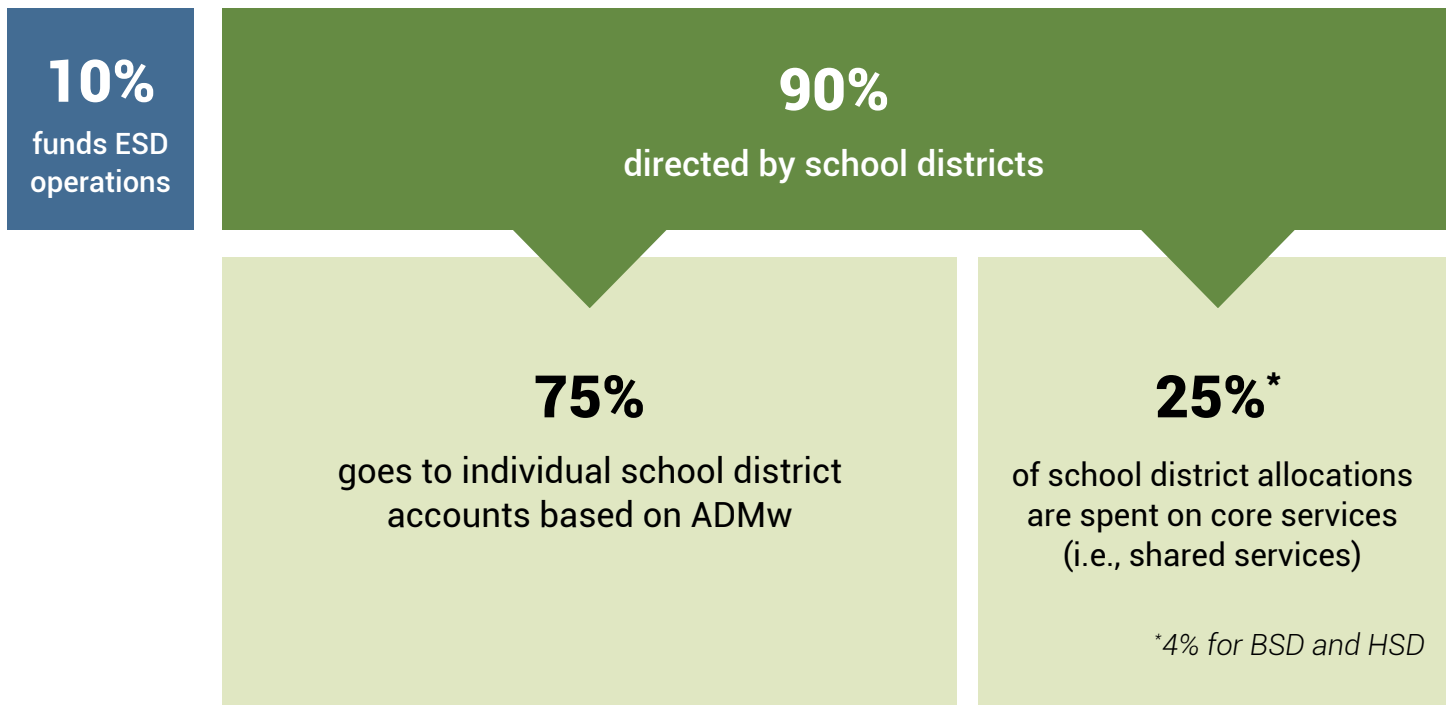 10%
funds ESD
operations
90%
directed by school districts
75%
goes to individual school district
accounts based on ADMw
25%*
of school district allocations
are spent on core services
(i.e., shared services)
*4% for BSD and HSD